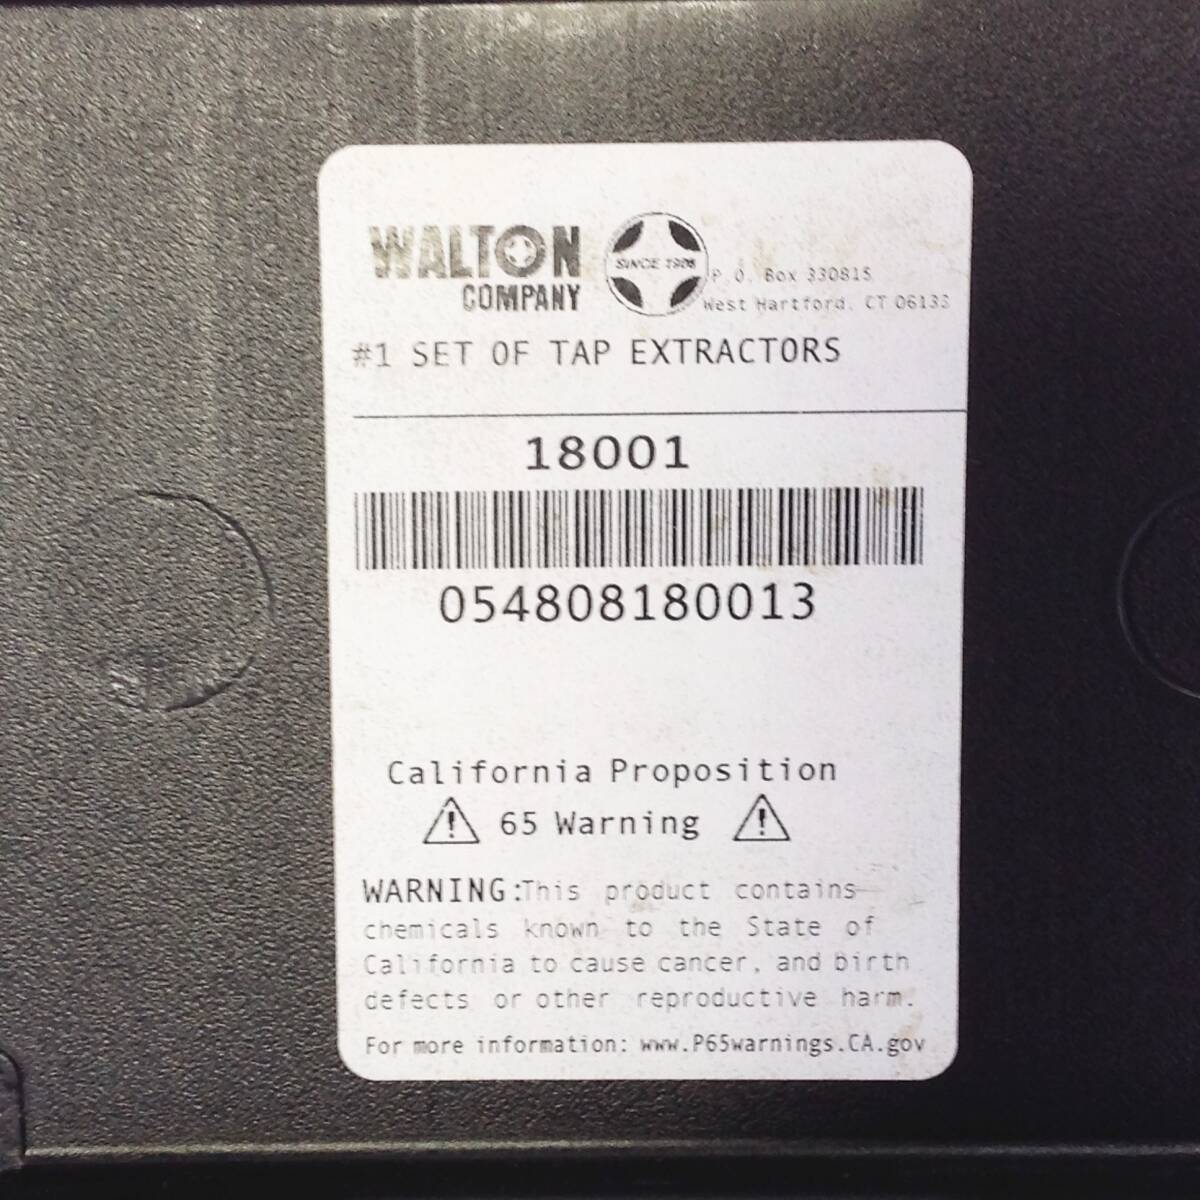 WALTON
COMPANY
SINCE 1908
P.O. Box 330815
West Hartford, CT 06133
#1 SET OF TAP EXTRACTORS
18001
054808180013
California Proposition
65 Warning
WARNING:This product contains
chemicals known to the State of
California to cause cancer, and birth
defects or other reproductive harm.
For more information: www.P65warnings.CA.gov